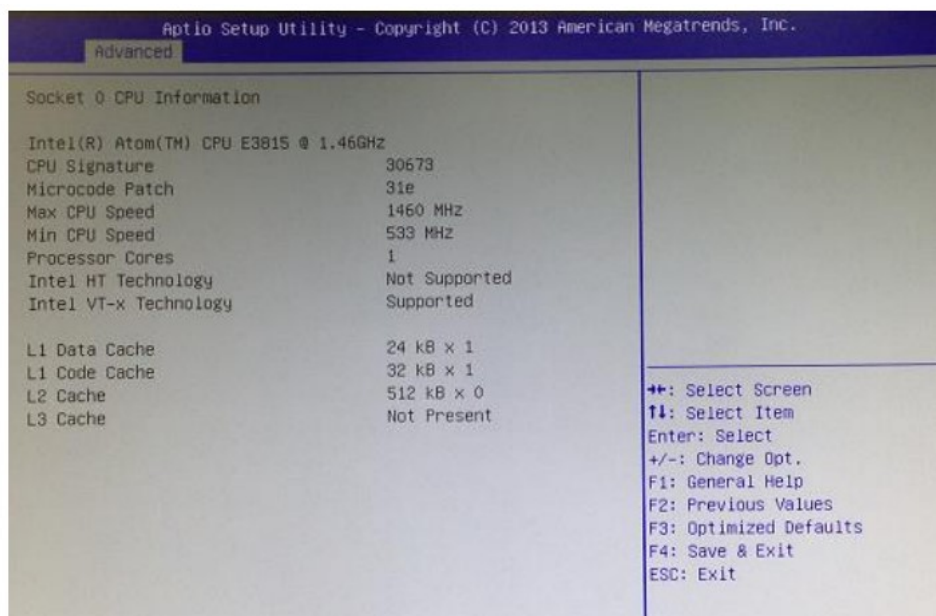 Aptio Setup Utility - Copyright (C) 2013 American Megatrends, Inc.
Advanced
Socket 0 CPU Information
Intel(R) Atom(TM) CPU E3815 @ 1.46GHz
CPU Signature 30673
Microcode Patch 31e
Max CPU Speed 1460 MHz
Min CPU Speed 533 MHz
Processor Cores 1
Intel HT Technology Not Supported
Intel VT-x Technology Supported
L1 Data Cache 24 kB x 1
L1 Code Cache 32 kB x 1
L2 Cache 512 kB x 0
L3 Cache Not Present
→←: Select Screen
↑↓: Select Item
Enter: Select
+/-: Change Opt.
F1: General Help
F2: Previous Values
F3: Optimized Defaults
F4: Save & Exit
ESC: Exit